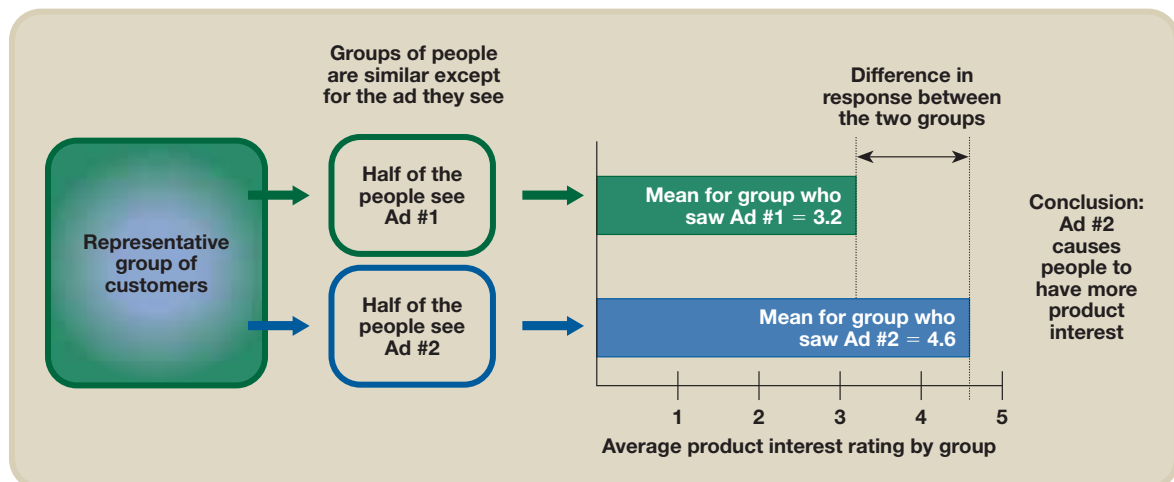 Groups of people
are similar except
for the ad they see
Difference in
response between
the two groups
Representative
group of
customers
Half of the
people see
Ad #1
Mean for group who
saw Ad #1 = 3.2
Half of the
people see
Ad #2
Mean for group who
saw Ad #2 = 4.6
Conclusion:
Ad #2
causes
people to
have more
product
interest
1 2 3 4 5
Average product interest rating by group